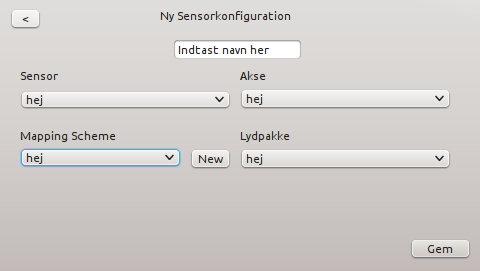 <
Ny Sensorkonfiguration
Indtast navn her
Sensor
Akse
hej
hej
Mapping Scheme
Lydpakke
hej
New
hej
Gem